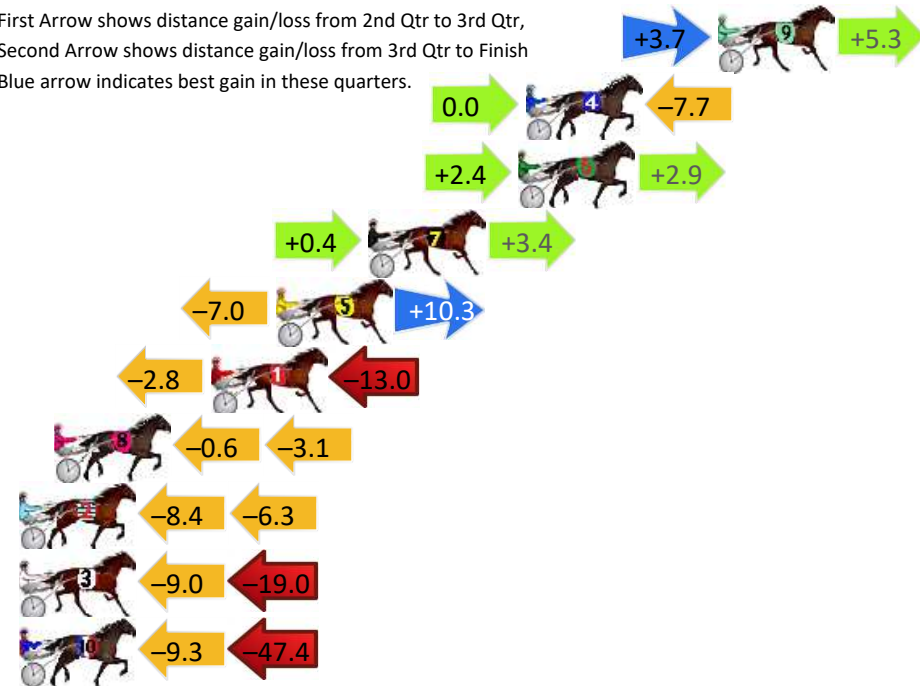 First Arrow shows distance gain/loss from 2nd Qtr to 3rd Qtr,
Second Arrow shows distance gain/loss from 3rd Qtr to Finish
Blue arrow indicates best gain in these quarters.
+3.7 9 +5.3
0.0 4 –7.7
+2.4 6 +2.9
+0.4 7 +3.4
–7.0 5 +10.3
–2.8 1 –13.0
8 –0.6 –3.1
2 –8.4 –6.3
3 –9.0 –19.0
10 –9.3 –47.4